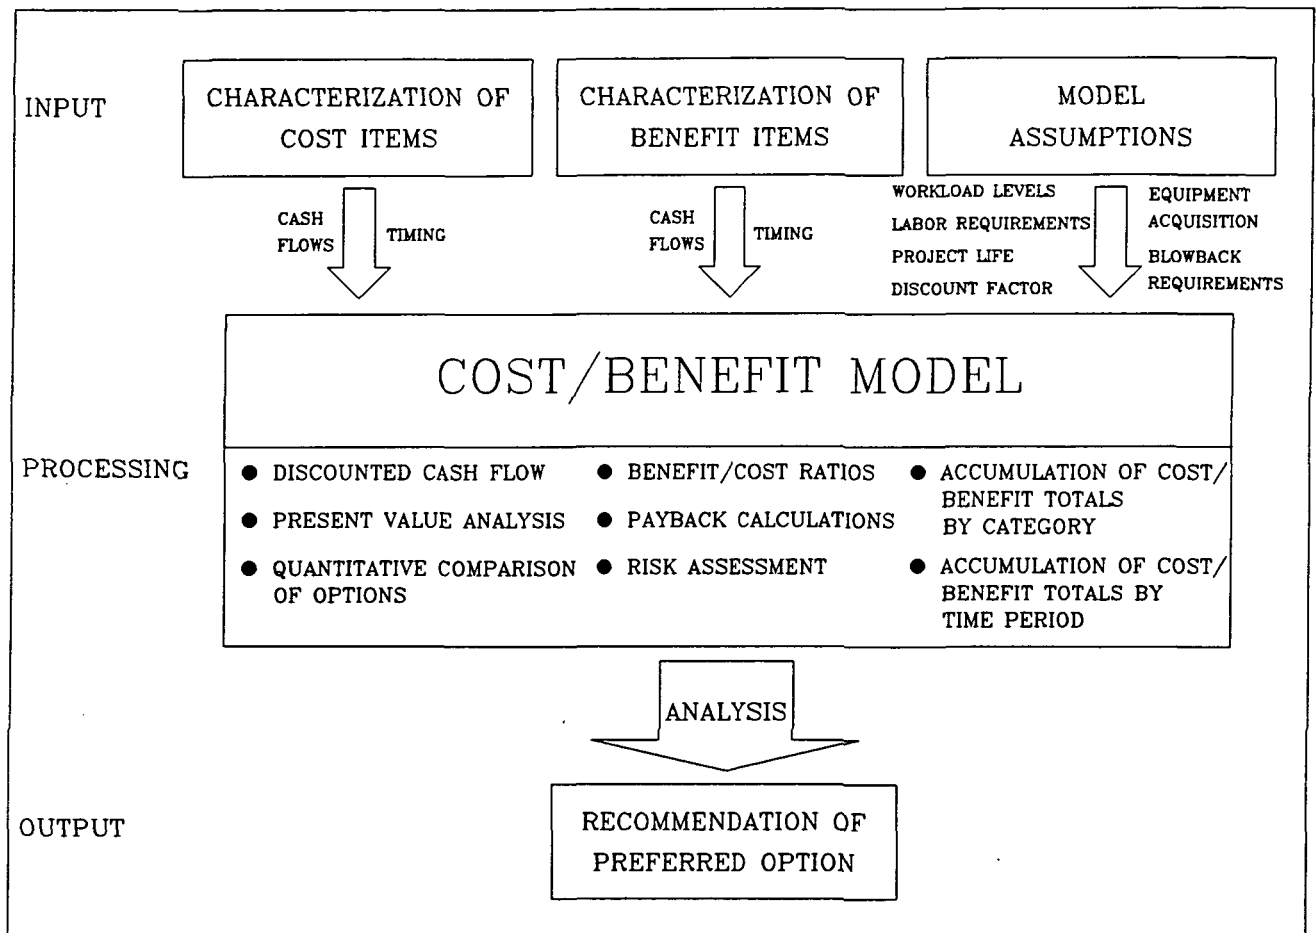 INPUT
CHARACTERIZATION OF
COST ITEMS
CHARACTERIZATION OF
BENEFIT ITEMS
MODEL
ASSUMPTIONS
CASH
FLOWS
TIMING
CASH
FLOWS
TIMING
WORKLOAD LEVELS
LABOR REQUIREMENTS
PROJECT LIFE
DISCOUNT FACTOR
EQUIPMENT
ACQUISITION
BLOWBACK
REQUIREMENTS
COST/BENEFIT MODEL
PROCESSING
● DISCOUNTED CASH FLOW
● PRESENT VALUE ANALYSIS
● QUANTITATIVE COMPARISON
OF OPTIONS
● BENEFIT/COST RATIOS
● PAYBACK CALCULATIONS
● RISK ASSESSMENT
● ACCUMULATION OF COST/
BENEFIT TOTALS
BY CATEGORY
● ACCUMULATION OF COST/
BENEFIT TOTALS BY
TIME PERIOD
ANALYSIS
OUTPUT
RECOMMENDATION OF
PREFERRED OPTION